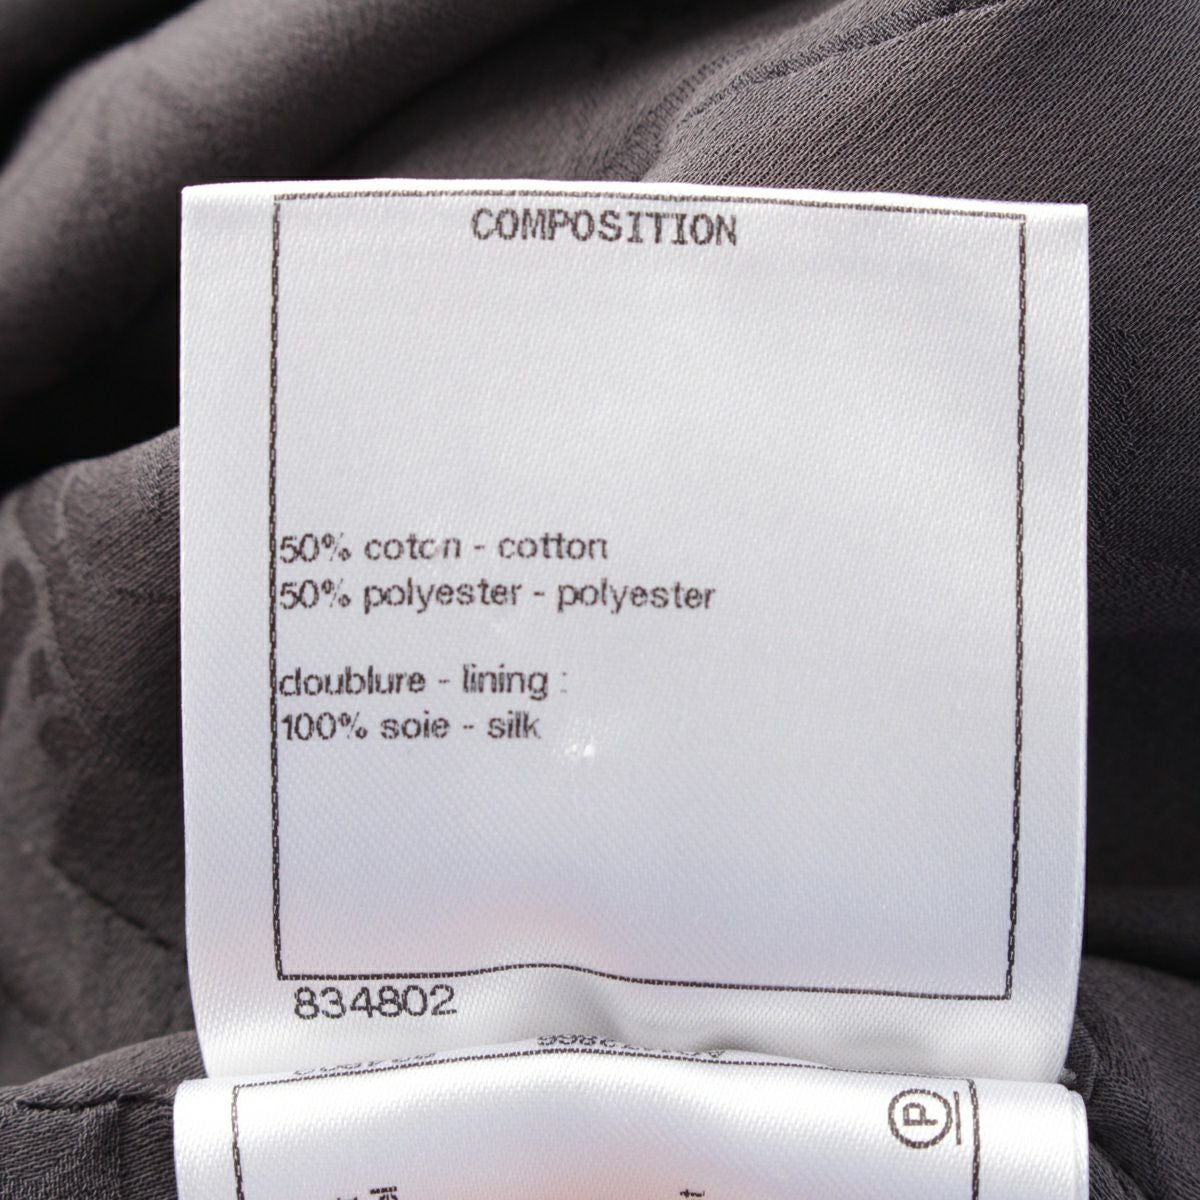 COMPOSITION
50% coton - cotton
50% polyester - polyester
doublure - lining :
100% soie - silk
834802
P